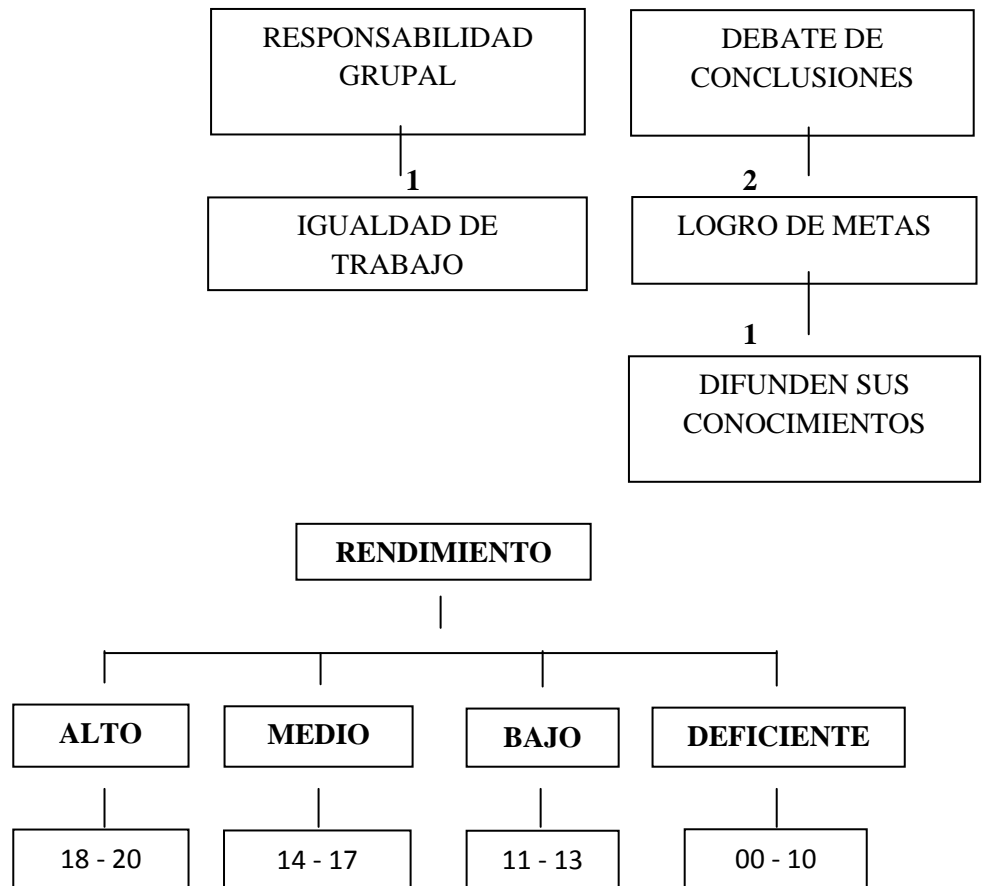 RESPONSABILIDAD
GRUPAL
1
IGUALDAD DE
TRABAJO
DEBATE DE
CONCLUSIONES
2
LOGRO DE METAS
1
DIFUNDEN SUS
CONOCIMIENTOS
RENDIMIENTO
ALTO
MEDIO
BAJO
DEFICIENTE
18 - 20
14 - 17
11 - 13
00 - 10